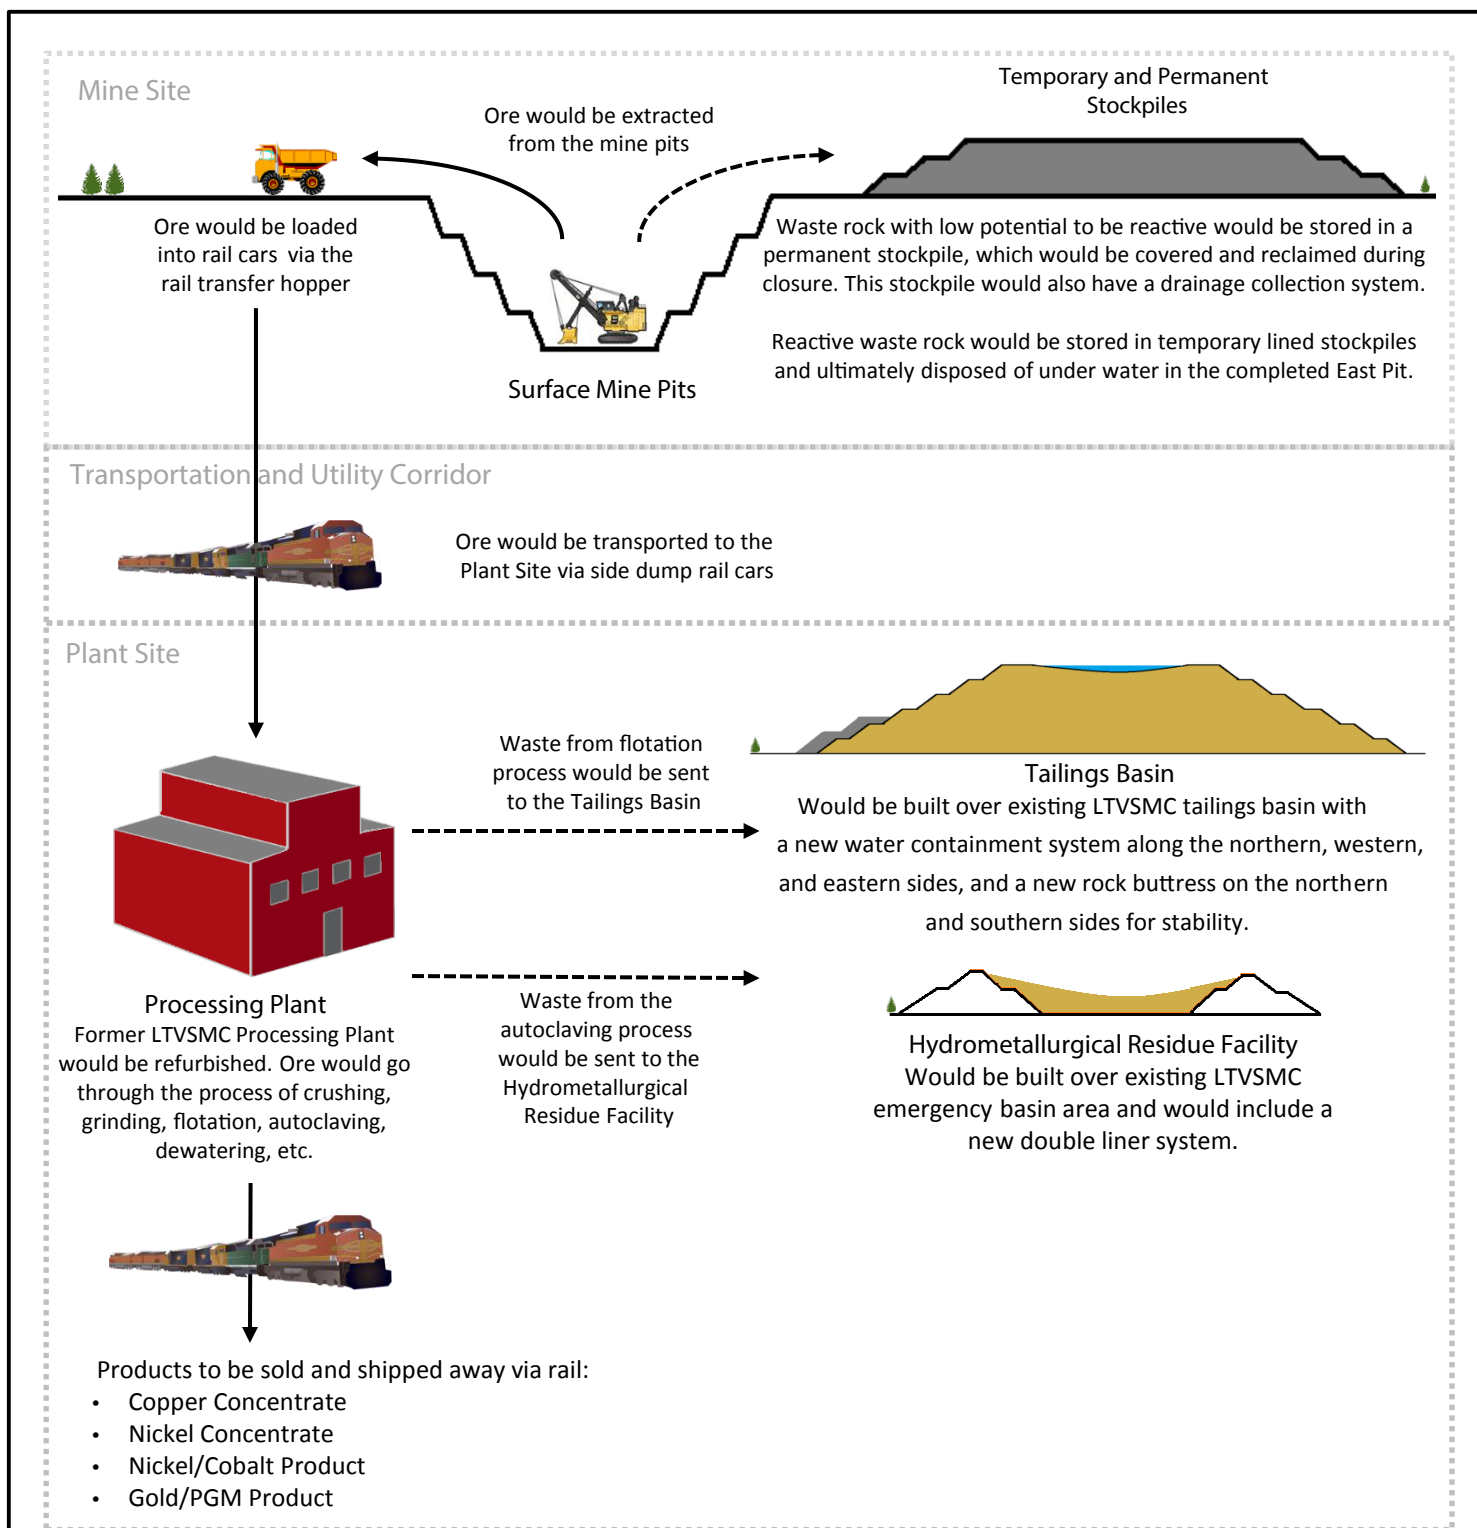 Mine Site
Ore would be extracted
from the mine pits
Temporary and Permanent
Stockpiles
Ore would be loaded
into rail cars via the
rail transfer hopper
Surface Mine Pits
Waste rock with low potential to be reactive would be stored in a
permanent stockpile, which would be covered and reclaimed during
closure. This stockpile would also have a drainage collection system.
Reactive waste rock would be stored in temporary lined stockpiles
and ultimately disposed of under water in the completed East Pit.
Transportation and Utility Corridor
Ore would be transported to the
Plant Site via side dump rail cars
Plant Site
Waste from flotation
process would be sent
to the Tailings Basin
Tailings Basin
Would be built over existing LTVSMC tailings basin with
a new water containment system along the northern, western,
and eastern sides, and a new rock buttress on the northern
and southern sides for stability.
Processing Plant
Former LTVSMC Processing Plant
would be refurbished. Ore would go
through the process of crushing,
grinding, flotation, autoclaving,
dewatering, etc.
Waste from the
autoclaving process
would be sent to the
Hydrometallurgical
Residue Facility
Hydrometallurgical Residue Facility
Would be built over existing LTVSMC
emergency basin area and would include a
new double liner system.
Products to be sold and shipped away via rail:
• Copper Concentrate
• Nickel Concentrate
• Nickel/Cobalt Product
• Gold/PGM Product